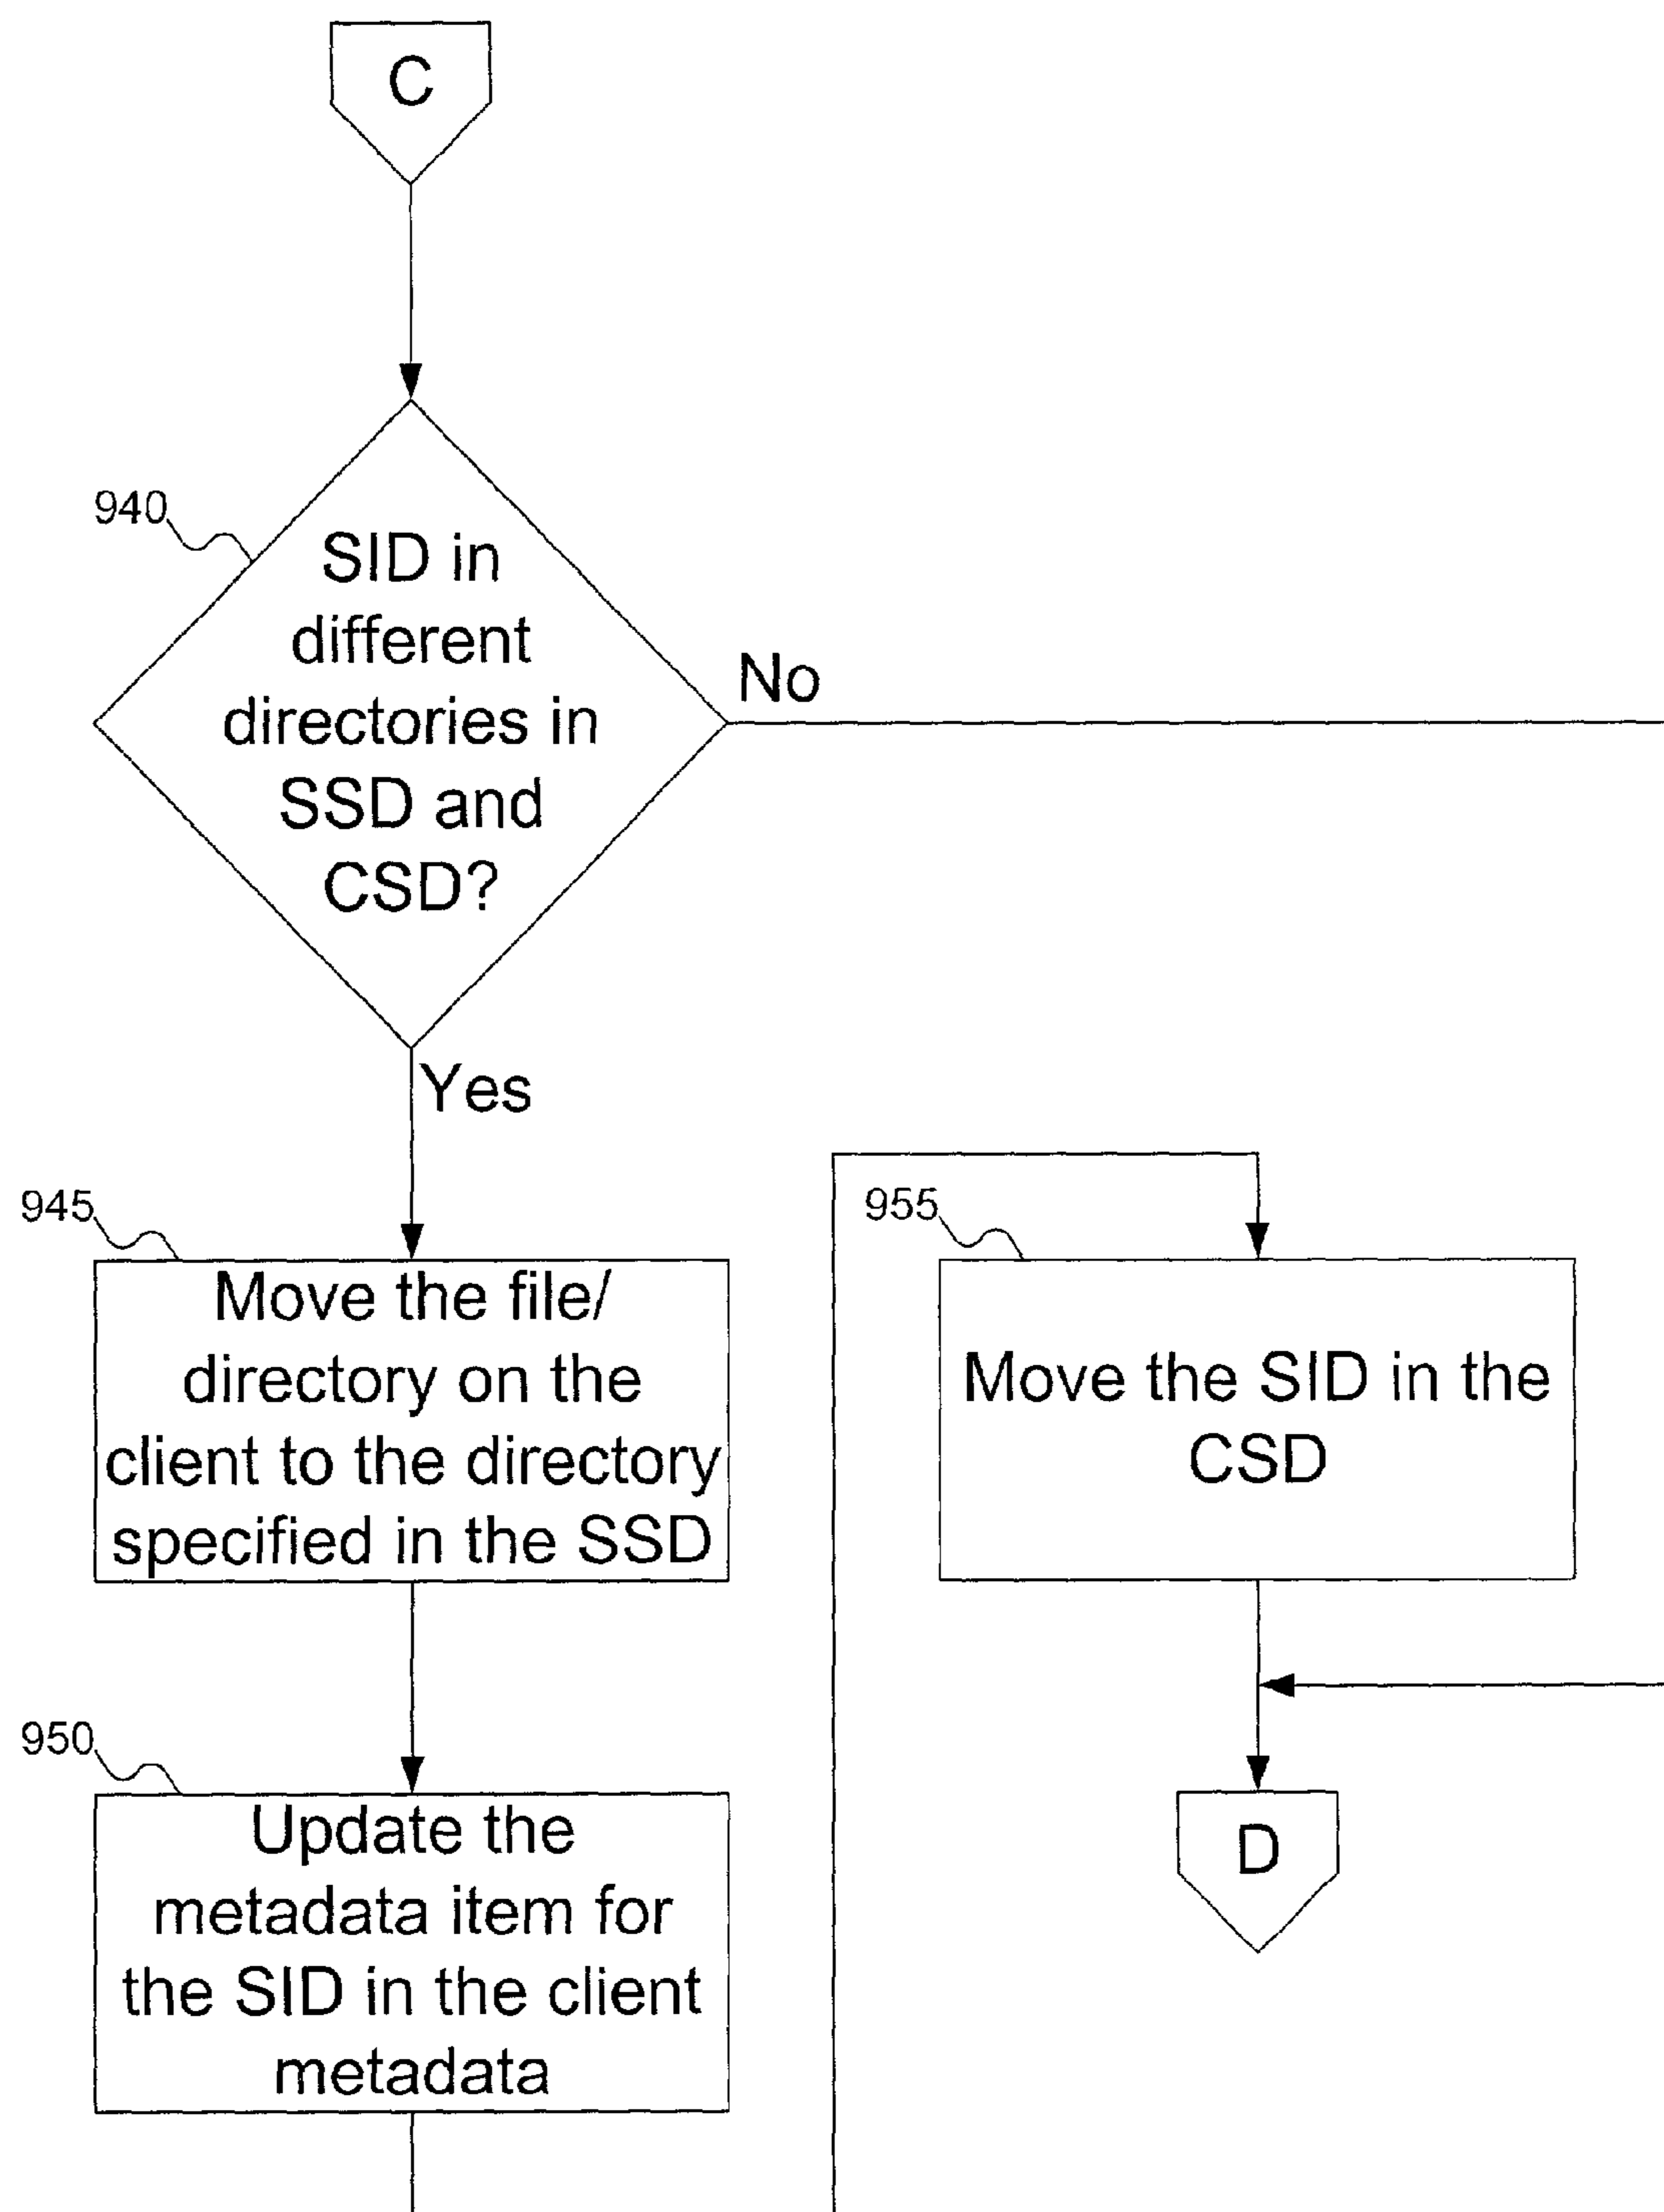 C
940
SID in
different
directories in
SSD and
CSD?
No
Yes
945
Move the file/
directory on the
client to the directory
specified in the SSD
950
Update the
metadata item for
the SID in the client
metadata
955
Move the SID in the
CSD
D